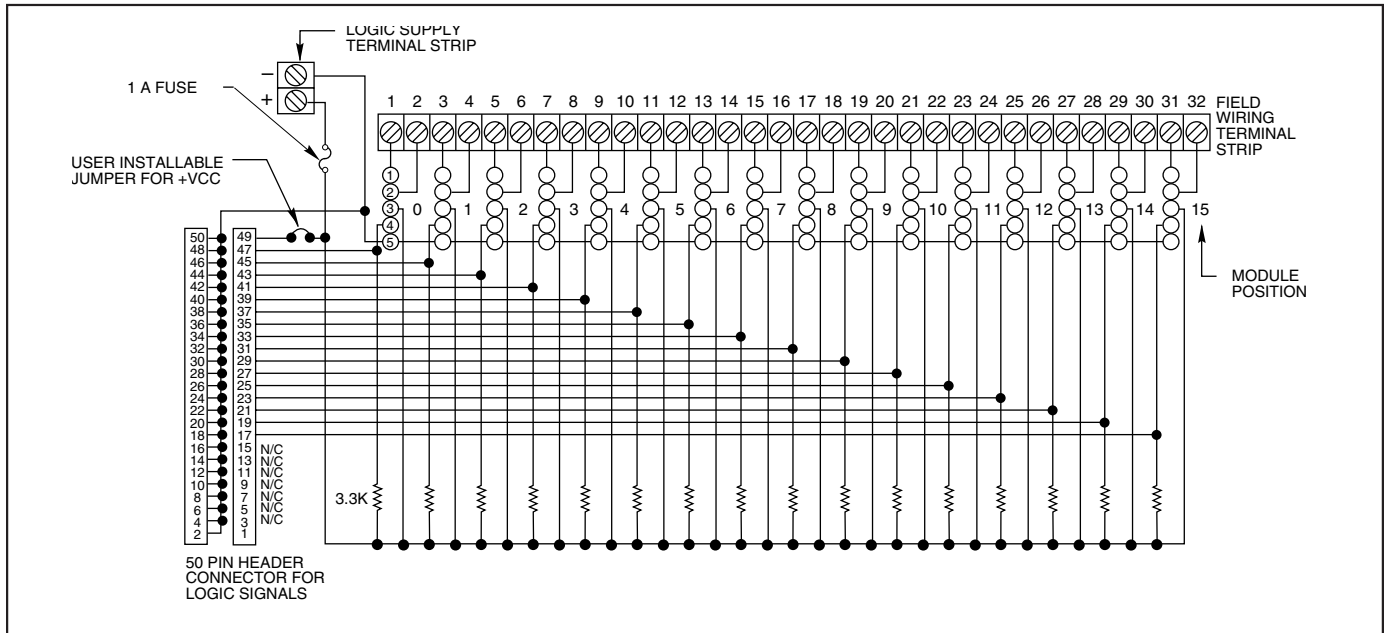 LOGIC SUPPLY
TERMINAL STRIP
1 A FUSE
−
+
USER INSTALLABLE
JUMPER FOR +VCC
1 2 3 4 5 6 7 8 9 10 11 12 13 14 15 16 17 18 19 20 21 22 23 24 25 26 27 28 29 30 31 32
FIELD
WIRING
TERMINAL
STRIP
1
2
3
4
5
0 1 2 3 4 5 6 7 8 9 10 11 12 13 14 15
MODULE
POSITION
50 49
48 47
46 45
44 43
42 41
40 39
38 37
36 35
34 33
32 31
30 29
28 27
26 25
24 23
22 21
20 19
18 17
16 15 N/C
14 13 N/C
12 11 N/C
10 9 N/C
8 7 N/C
6 5 N/C
4 3 N/C
2 1
3.3K
50 PIN HEADER
CONNECTOR FOR
LOGIC SIGNALS